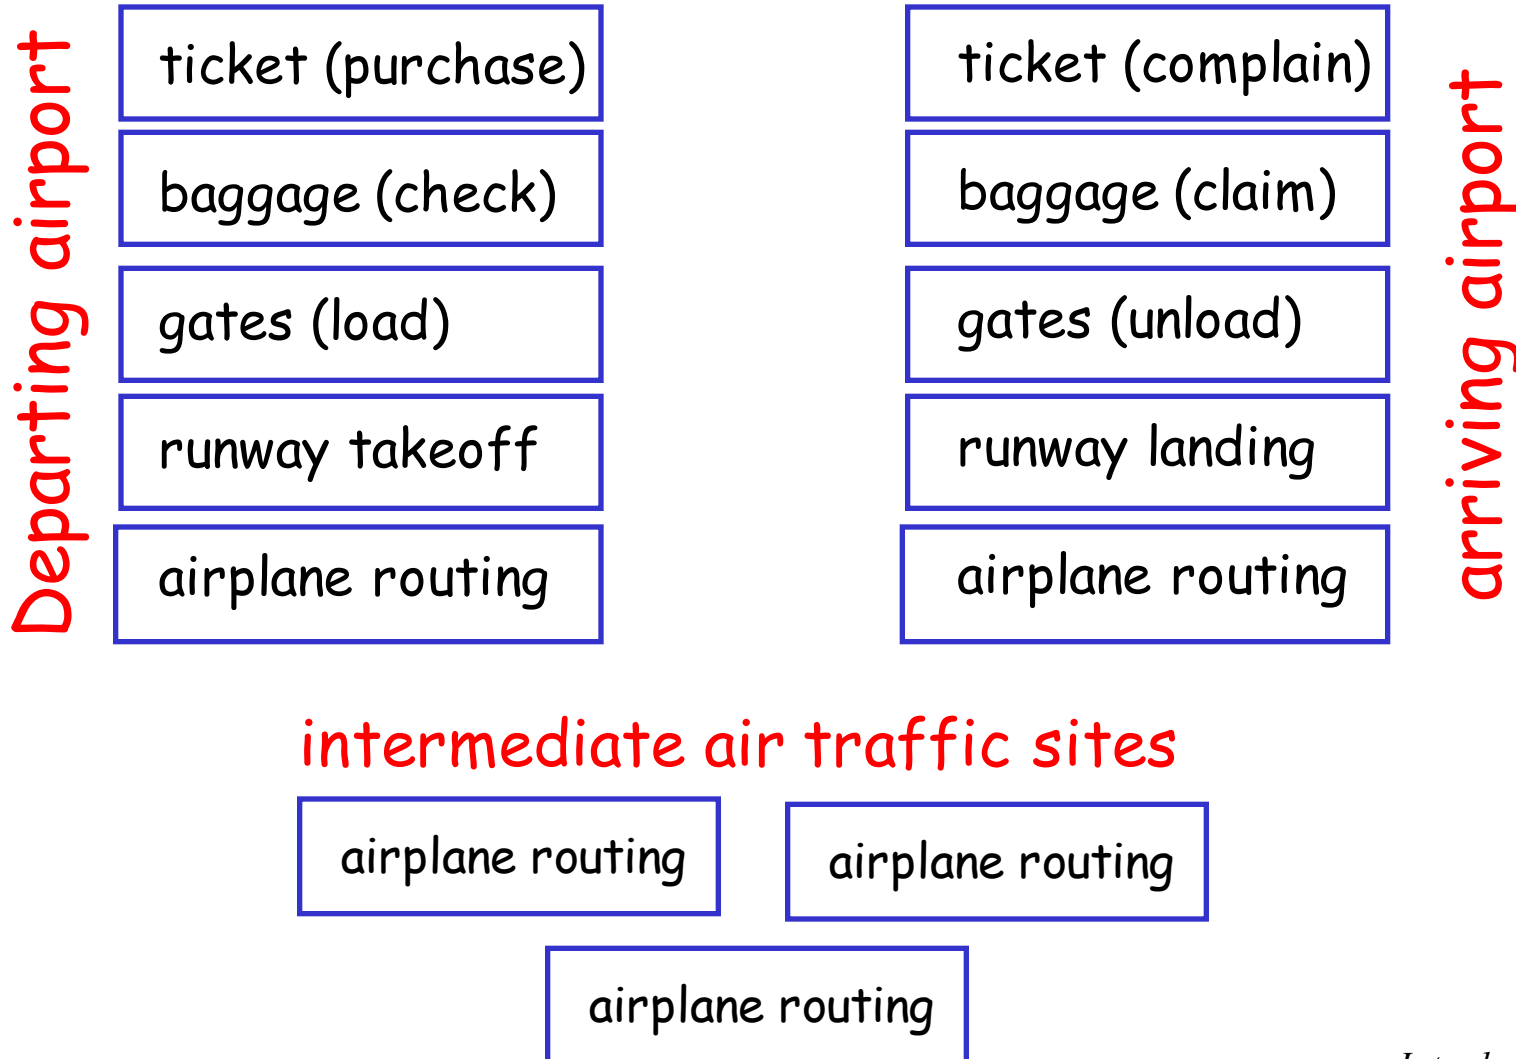 Departing airport
ticket (purchase)
baggage (check)
gates (load)
runway takeoff
airplane routing
ticket (complain)
baggage (claim)
gates (unload)
runway landing
airplane routing
arriving airport
intermediate air traffic sites
airplane routing
airplane routing
airplane routing